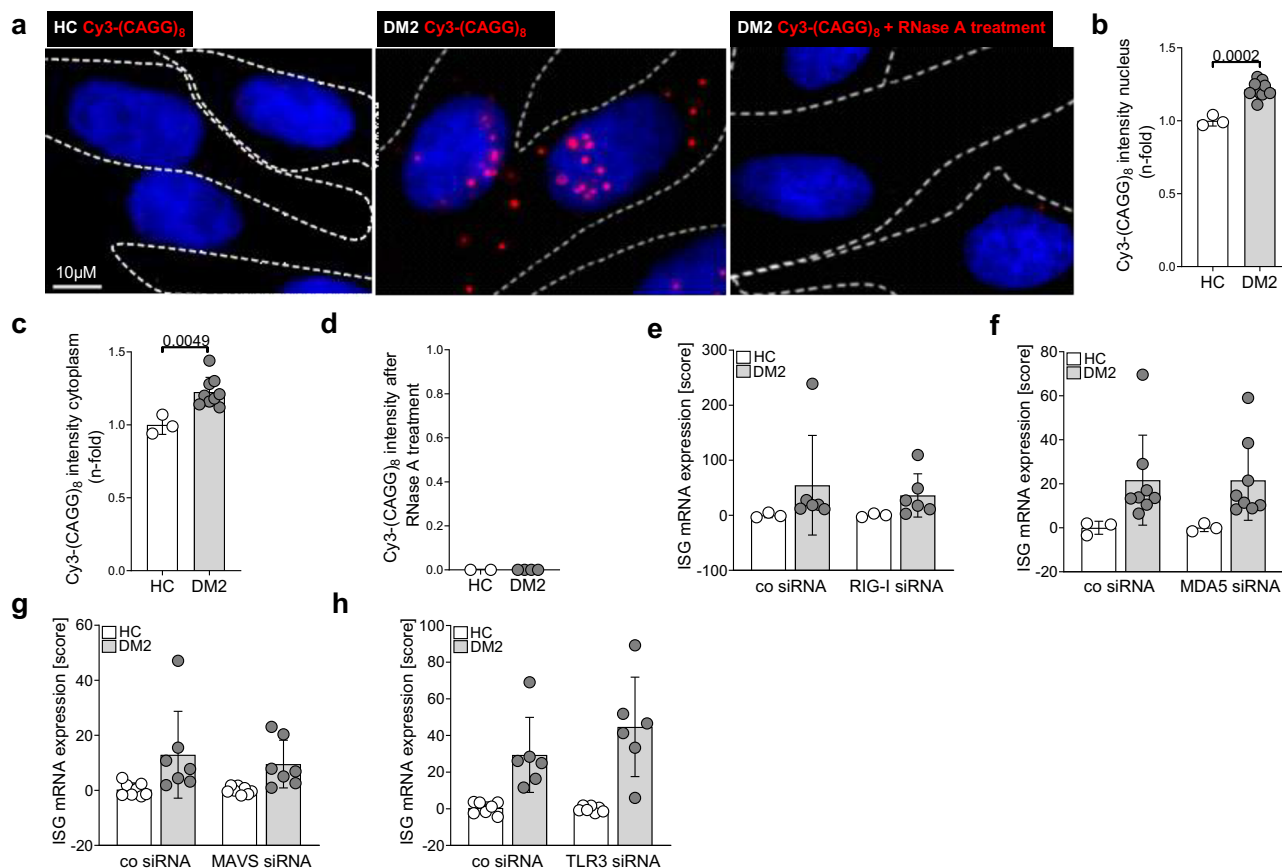 a
HC Cy3-(CAGG)₈
DM2 Cy3-(CAGG)₈
DM2 Cy3-(CAGG)₈ + RNase A treatment
10µM
b
Cy3-(CAGG)₈ intensity nucleus
(n-fold)
1.5
1.0
0.5
0.0
0.0002
HC
DM2
c
Cy3-(CAGG)₈ intensity cytoplasm
(n-fold)
1.5
1.0
0.5
0.0
0.0049
HC
DM2
d
Cy3-(CAGG)₈ intensity after
RNase A treatment
1.0
0.8
0.6
0.4
0.2
0.0
HC
DM2
e
ISG mRNA expression [score]
300
200
100
0
-100
HC
DM2
co siRNA
RIG-I siRNA
f
ISG mRNA expression [score]
80
60
40
20
0
-20
HC
DM2
co siRNA
MDA5 siRNA
g
ISG mRNA expression [score]
60
40
20
0
-20
HC
DM2
co siRNA
MAVS siRNA
h
ISG mRNA expression [score]
100
80
60
40
20
0
-20
HC
DM2
co siRNA
TLR3 siRNA